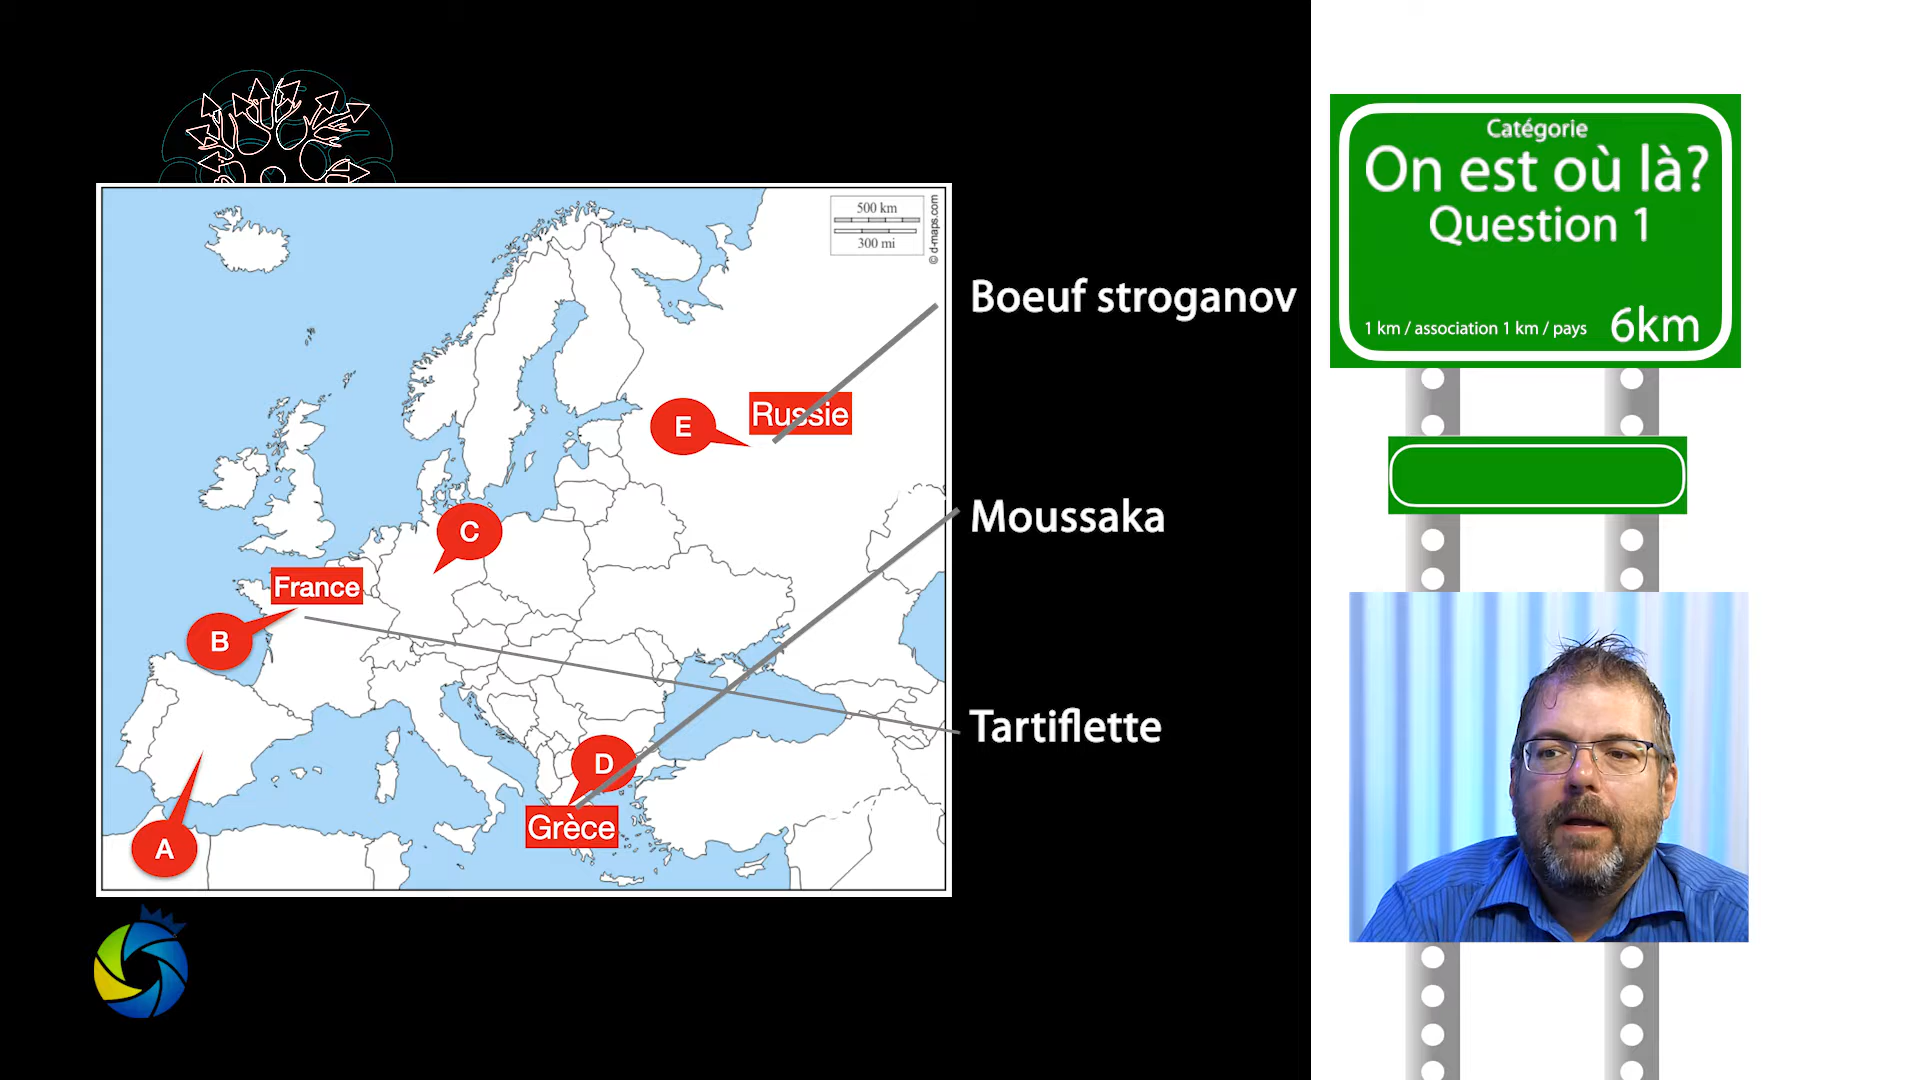 500 km
300 mi
© d-maps.com
Boeuf stroganov
E
Russie
Moussaka
C
France
B
Tartiflette
D
Grèce
A
Catégorie
On est où là?
Question 1
1 km / association 1 km / pays 6km